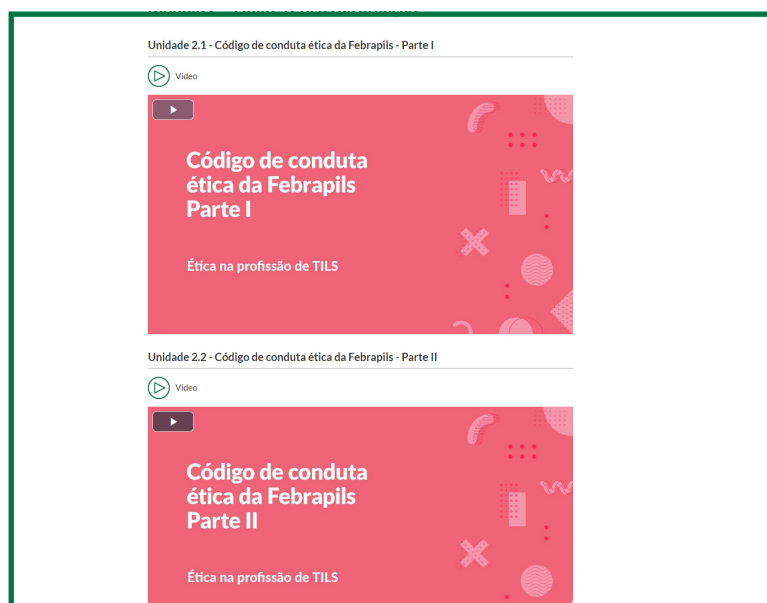 Unidade 2.1 - Código de conduta ética da Febrapils - Parte I
Vídeo
Código de conduta
ética da Febrapils
Parte I
Ética na profissão de TILS
Unidade 2.2 - Código de conduta ética da Febrapils - Parte II
Vídeo
Código de conduta
ética da Febrapils
Parte II
Ética na profissão de TILS